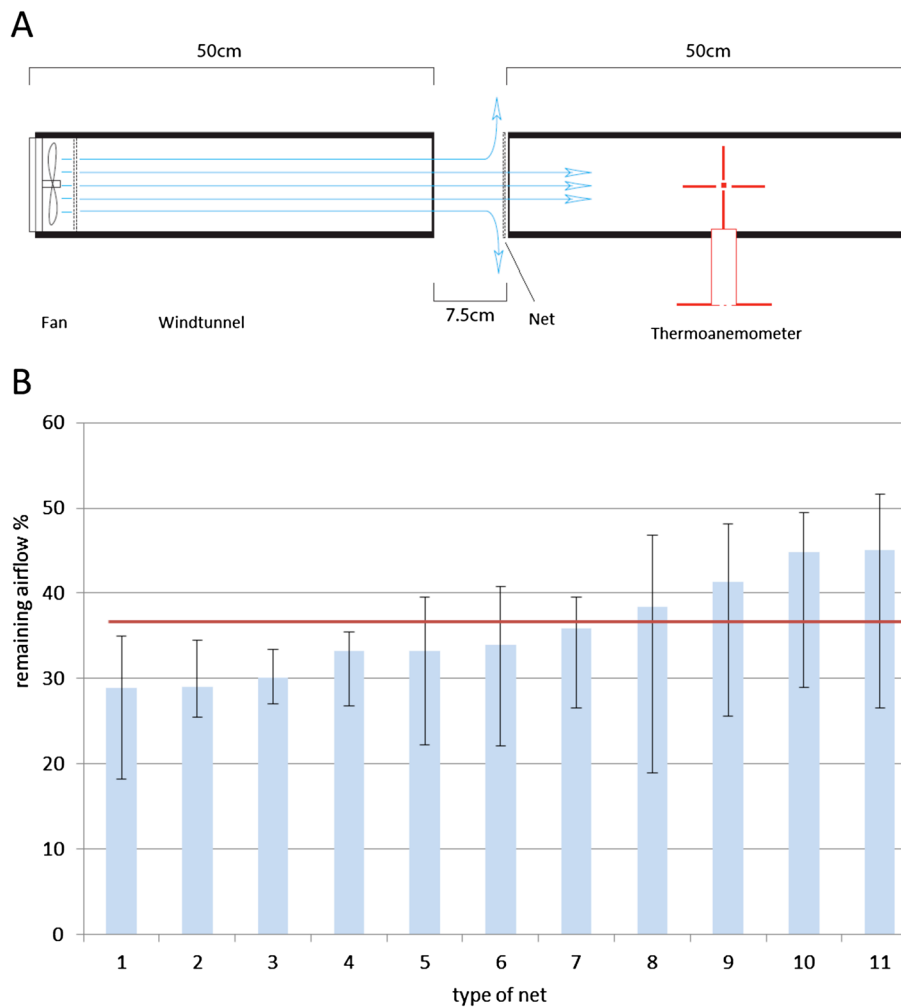 A
50cm 50cm
7.5cm
Net
Fan Windtunnel
Thermoanemometer
B
remaining airflow %
60
50
40
30
20
10
0
1 2 3 4 5 6 7 8 9 10 11
type of net